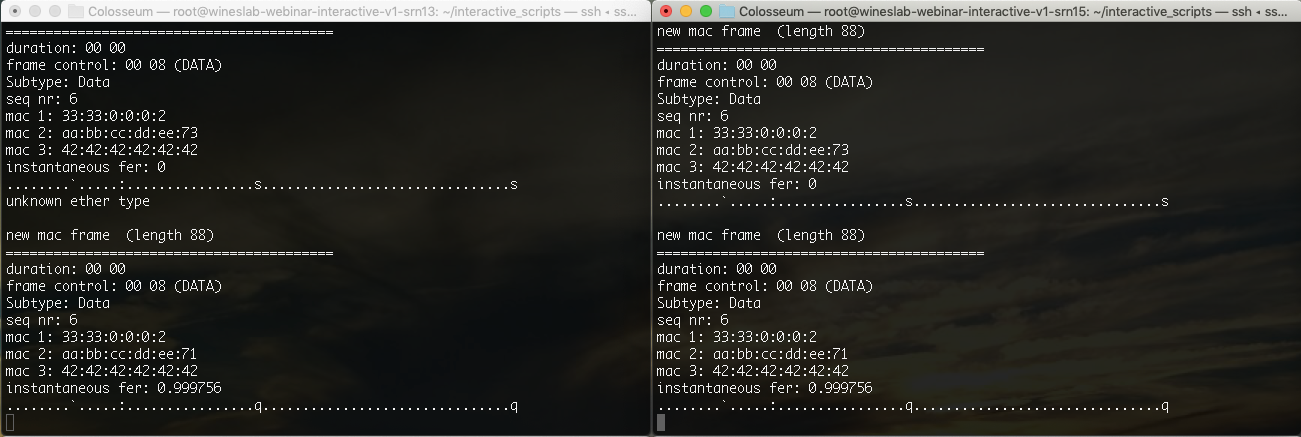 Colosseum — root@wineslab-webinar-interactive-v1-srn13: ~/interactive_scripts — ssh ◂ ss...
========================================
duration: 00 00
frame control: 00 08 (DATA)
Subtype: Data
seq nr: 6
mac 1: 33:33:0:0:0:2
mac 2: aa:bb:cc:dd:ee:73
mac 3: 42:42:42:42:42:42
instantaneous fer: 0
........`.....:................s..............................s
unknown ether type
new mac frame  (length 88)
========================================
duration: 00 00
frame control: 00 08 (DATA)
Subtype: Data
seq nr: 6
mac 1: 33:33:0:0:0:2
mac 2: aa:bb:cc:dd:ee:71
mac 3: 42:42:42:42:42:42
instantaneous fer: 0.999756
........`.....:................q..............................q
Colosseum — root@wineslab-webinar-interactive-v1-srn15: ~/interactive_scripts — ssh ◂ ss...
new mac frame  (length 88)
========================================
duration: 00 00
frame control: 00 08 (DATA)
Subtype: Data
seq nr: 6
mac 1: 33:33:0:0:0:2
mac 2: aa:bb:cc:dd:ee:73
mac 3: 42:42:42:42:42:42
instantaneous fer: 0
........`.....:................s..............................s
new mac frame  (length 88)
========================================
duration: 00 00
frame control: 00 08 (DATA)
Subtype: Data
seq nr: 6
mac 1: 33:33:0:0:0:2
mac 2: aa:bb:cc:dd:ee:71
mac 3: 42:42:42:42:42:42
instantaneous fer: 0.999756
........`.....:................q..............................q